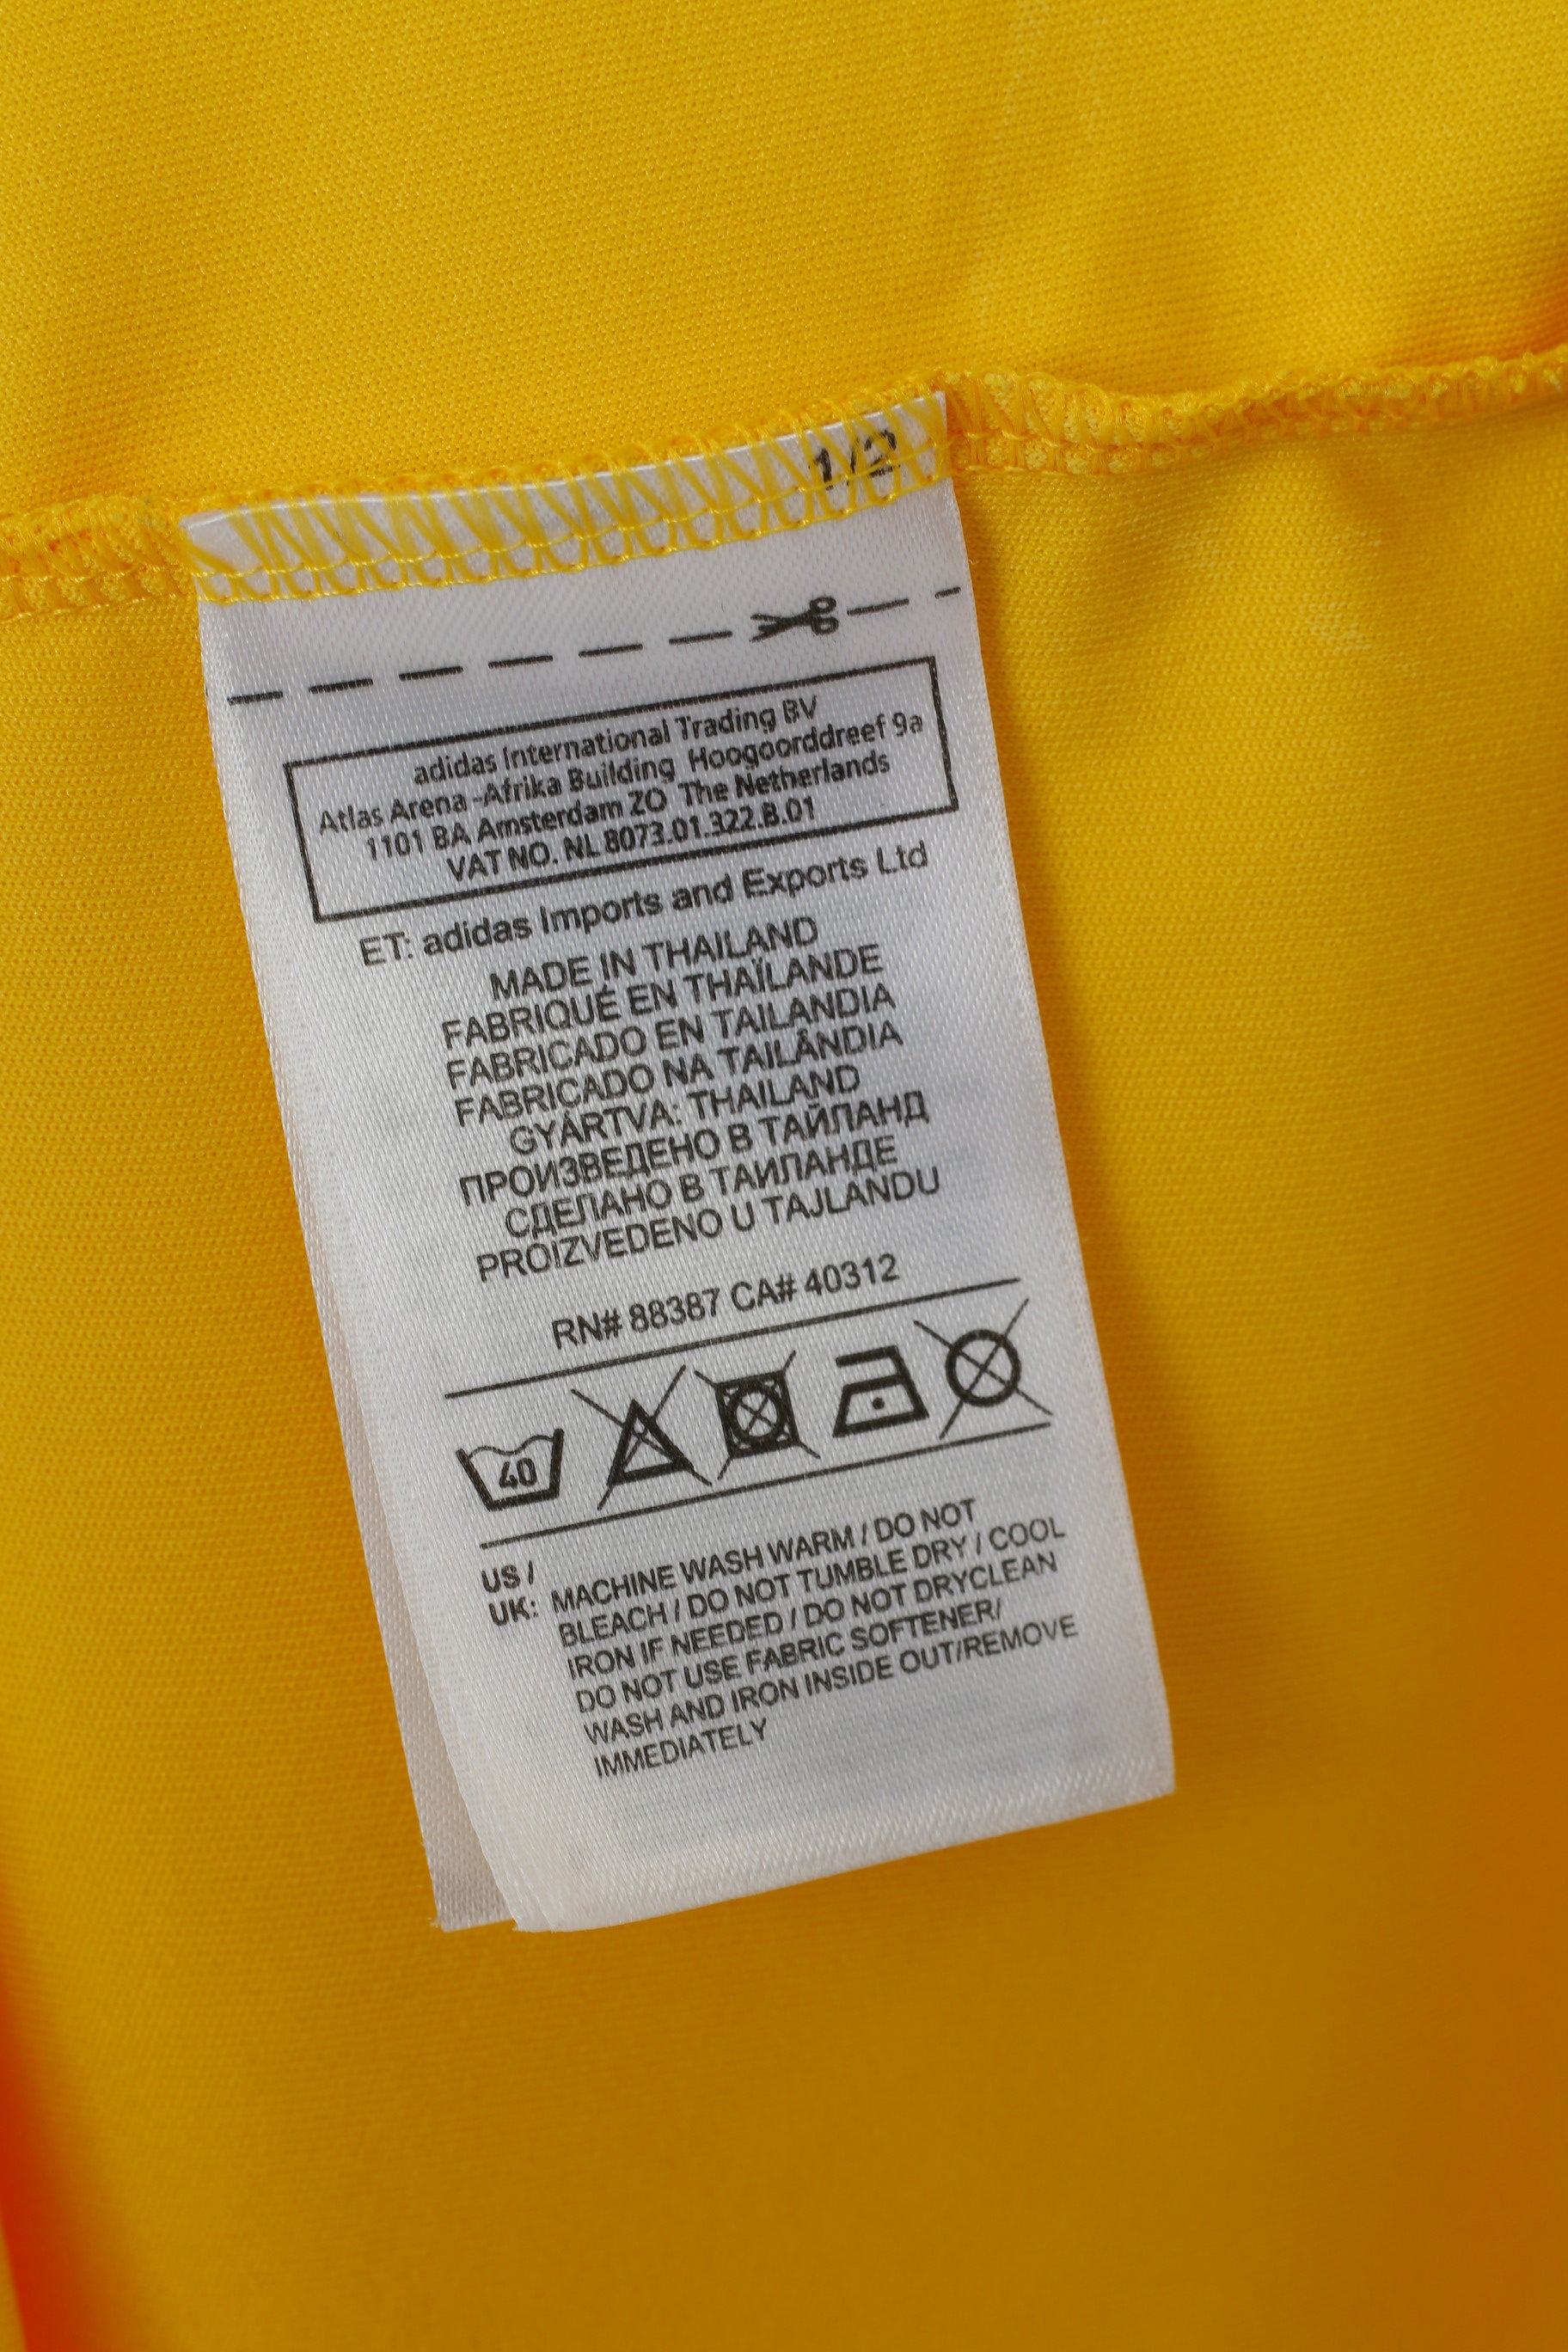 1/2
adidas International Trading BV
Atlas Arena-Afrika Building Hoogoorddreef 9a
1101 BA Amsterdam ZO The Netherlands
VAT NO. NL 8073.01.322.B.01
ET: adidas Imports and Exports Ltd
MADE IN THAILAND
FABRIQUÉ EN THAÏLANDE
FABRICADO EN TAILANDIA
FABRICADO NA TAILÂNDIA
GYÁRTVA: THAILAND
ПРОИЗВЕДЕНО В ТАЙЛАНД
СДЕЛАНО В ТАИЛАНДЕ
PROIZVEDENO U TAJLANDU
RN# 88387 CA# 40312
40
US /
UK: MACHINE WASH WARM / DO NOT
BLEACH / DO NOT TUMBLE DRY / COOL
IRON IF NEEDED / DO NOT DRYCLEAN
DO NOT USE FABRIC SOFTENER/
WASH AND IRON INSIDE OUT/REMOVE
IMMEDIATELY